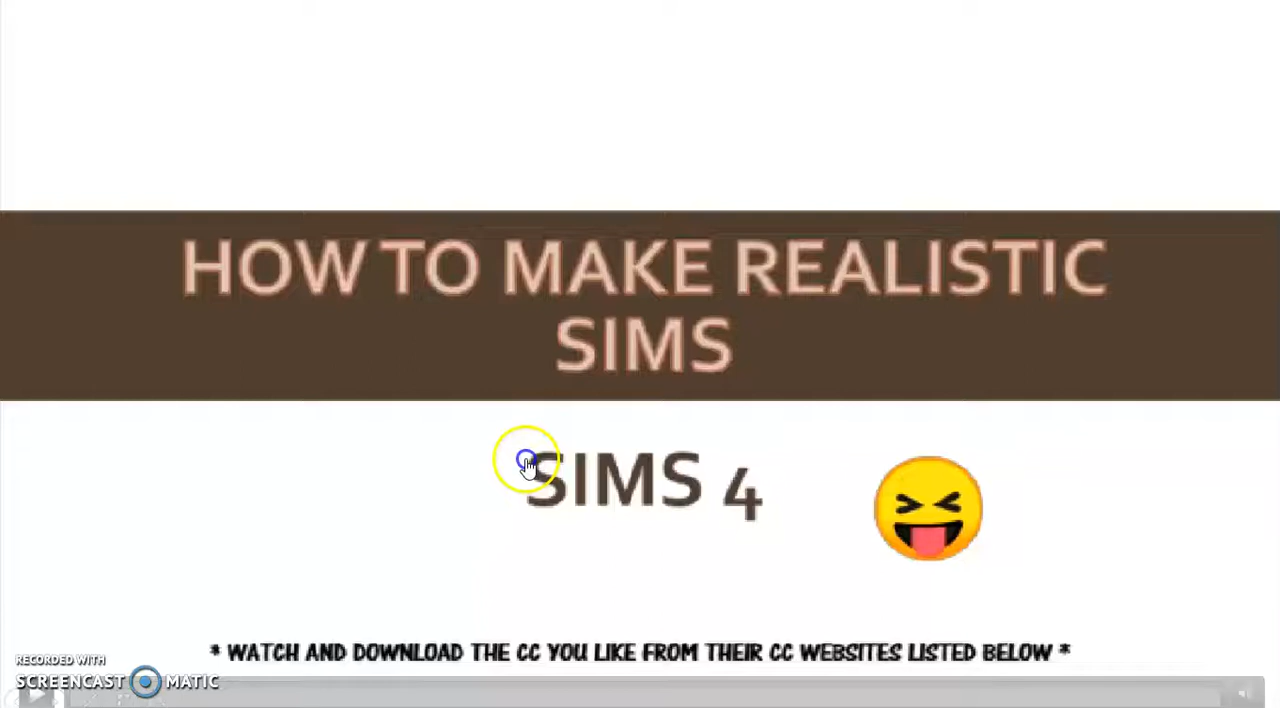 HOW TO MAKE REALISTIC
SIMS
SIMS 4
* WATCH AND DOWNLOAD THE CC YOU LIKE FROM THEIR CC WEBSITES LISTED BELOW *
RECORDED WITH
SCREENCAST MATIC